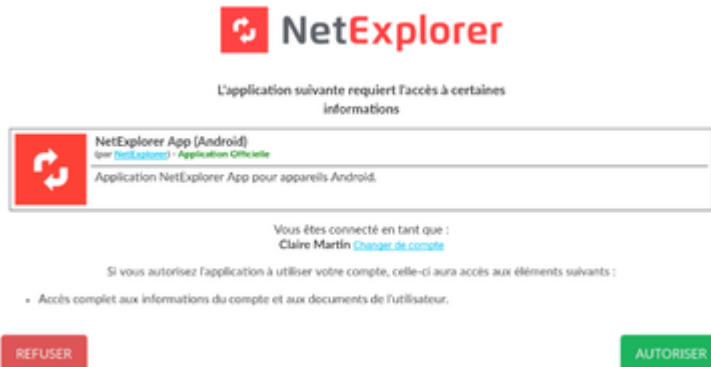 NetExplorer
L'application suivante requiert l'accès à certaines
informations
NetExplorer App (Android)
(par NetExplorer) - Application Officielle
Application NetExplorer App pour appareils Android.
Vous êtes connecté en tant que :
Claire Martin Changer de compte
Si vous autorisez l'application à utiliser votre compte, celle-ci aura accès aux éléments suivants :
• Accès complet aux informations du compte et aux documents de l'utilisateur.
REFUSER
AUTORISER